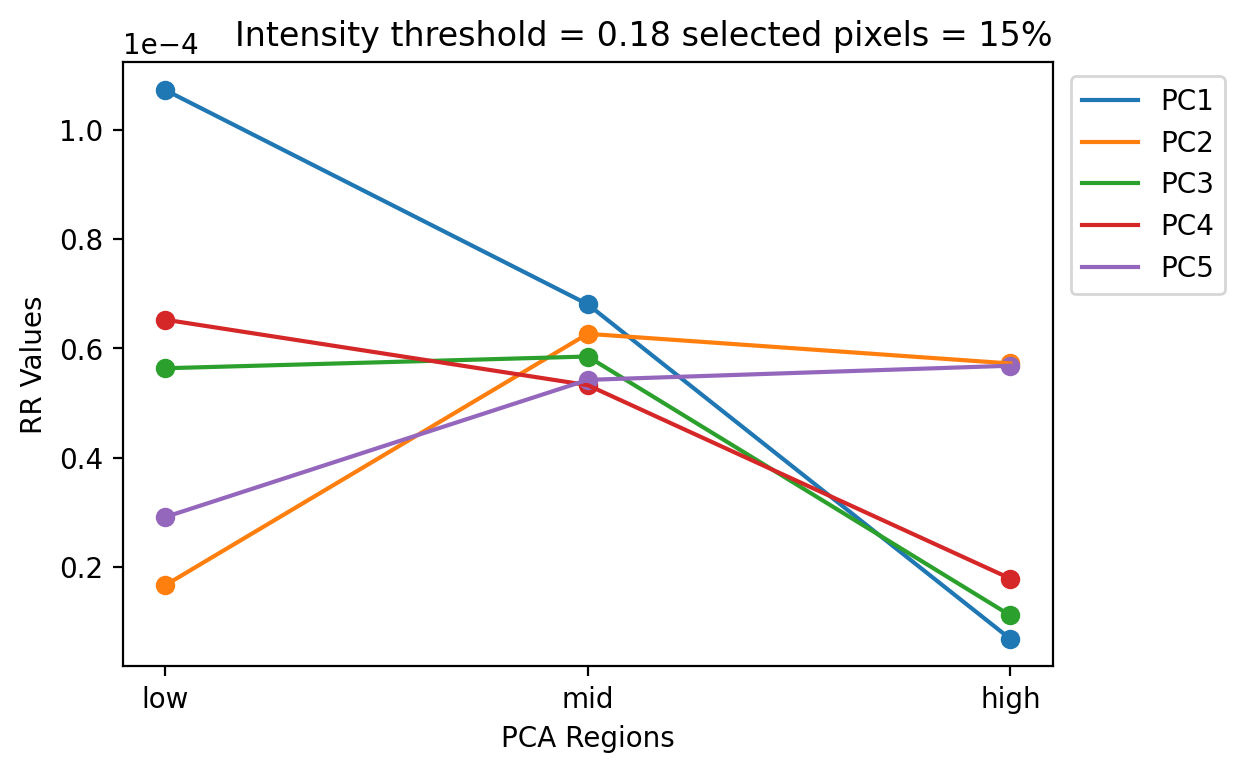 1e−4
Intensity threshold = 0.18 selected pixels = 15%
1.0
0.8
0.6
0.4
0.2
RR Values
low
mid
high
PCA Regions
PC1
PC2
PC3
PC4
PC5